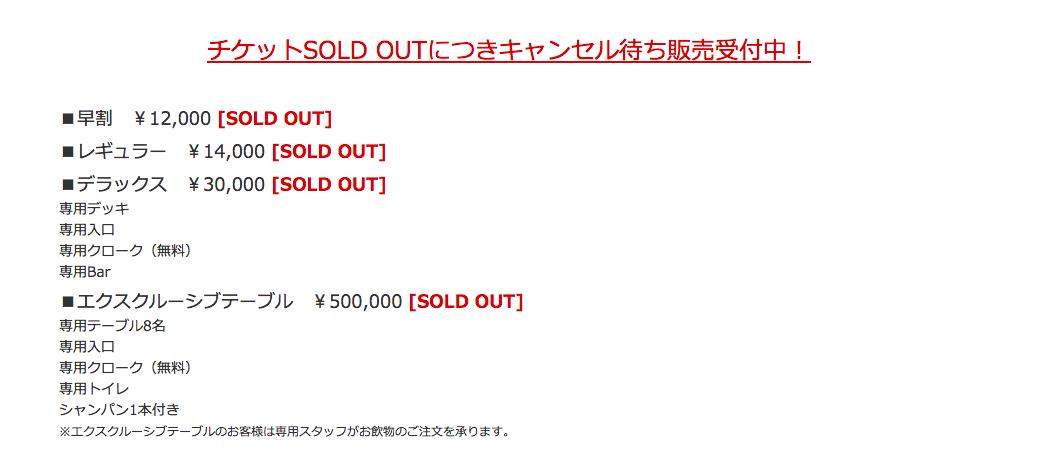 チケットSOLD OUTにつきキャンセル待ち販売受付中！
■早割　￥12,000 [SOLD OUT]
■レギュラー　￥14,000 [SOLD OUT]
■デラックス　￥30,000 [SOLD OUT]
専用デッキ
専用入口
専用クローク（無料）
専用Bar
■エクスクルーシブテーブル　￥500,000 [SOLD OUT]
専用テーブル8名
専用入口
専用クローク（無料）
専用トイレ
シャンパン1本付き
※エクスクルーシブテーブルのお客様は専用スタッフがお飲物のご注文を承ります。